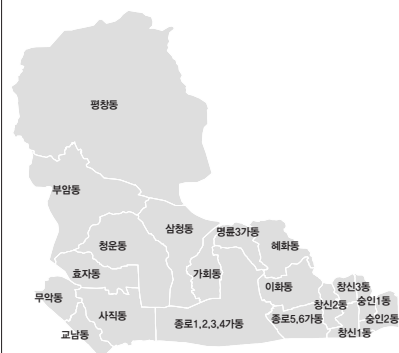 평창동
부암동
삼청동
명륜3가동
청운동
혜화동
효자동
가회동
이화동
창신3동
무악동
숭인1동
창신2동
사직동
종로1,2,3,4가동
종로5,6가동
숭인2동
교남동
창신1동